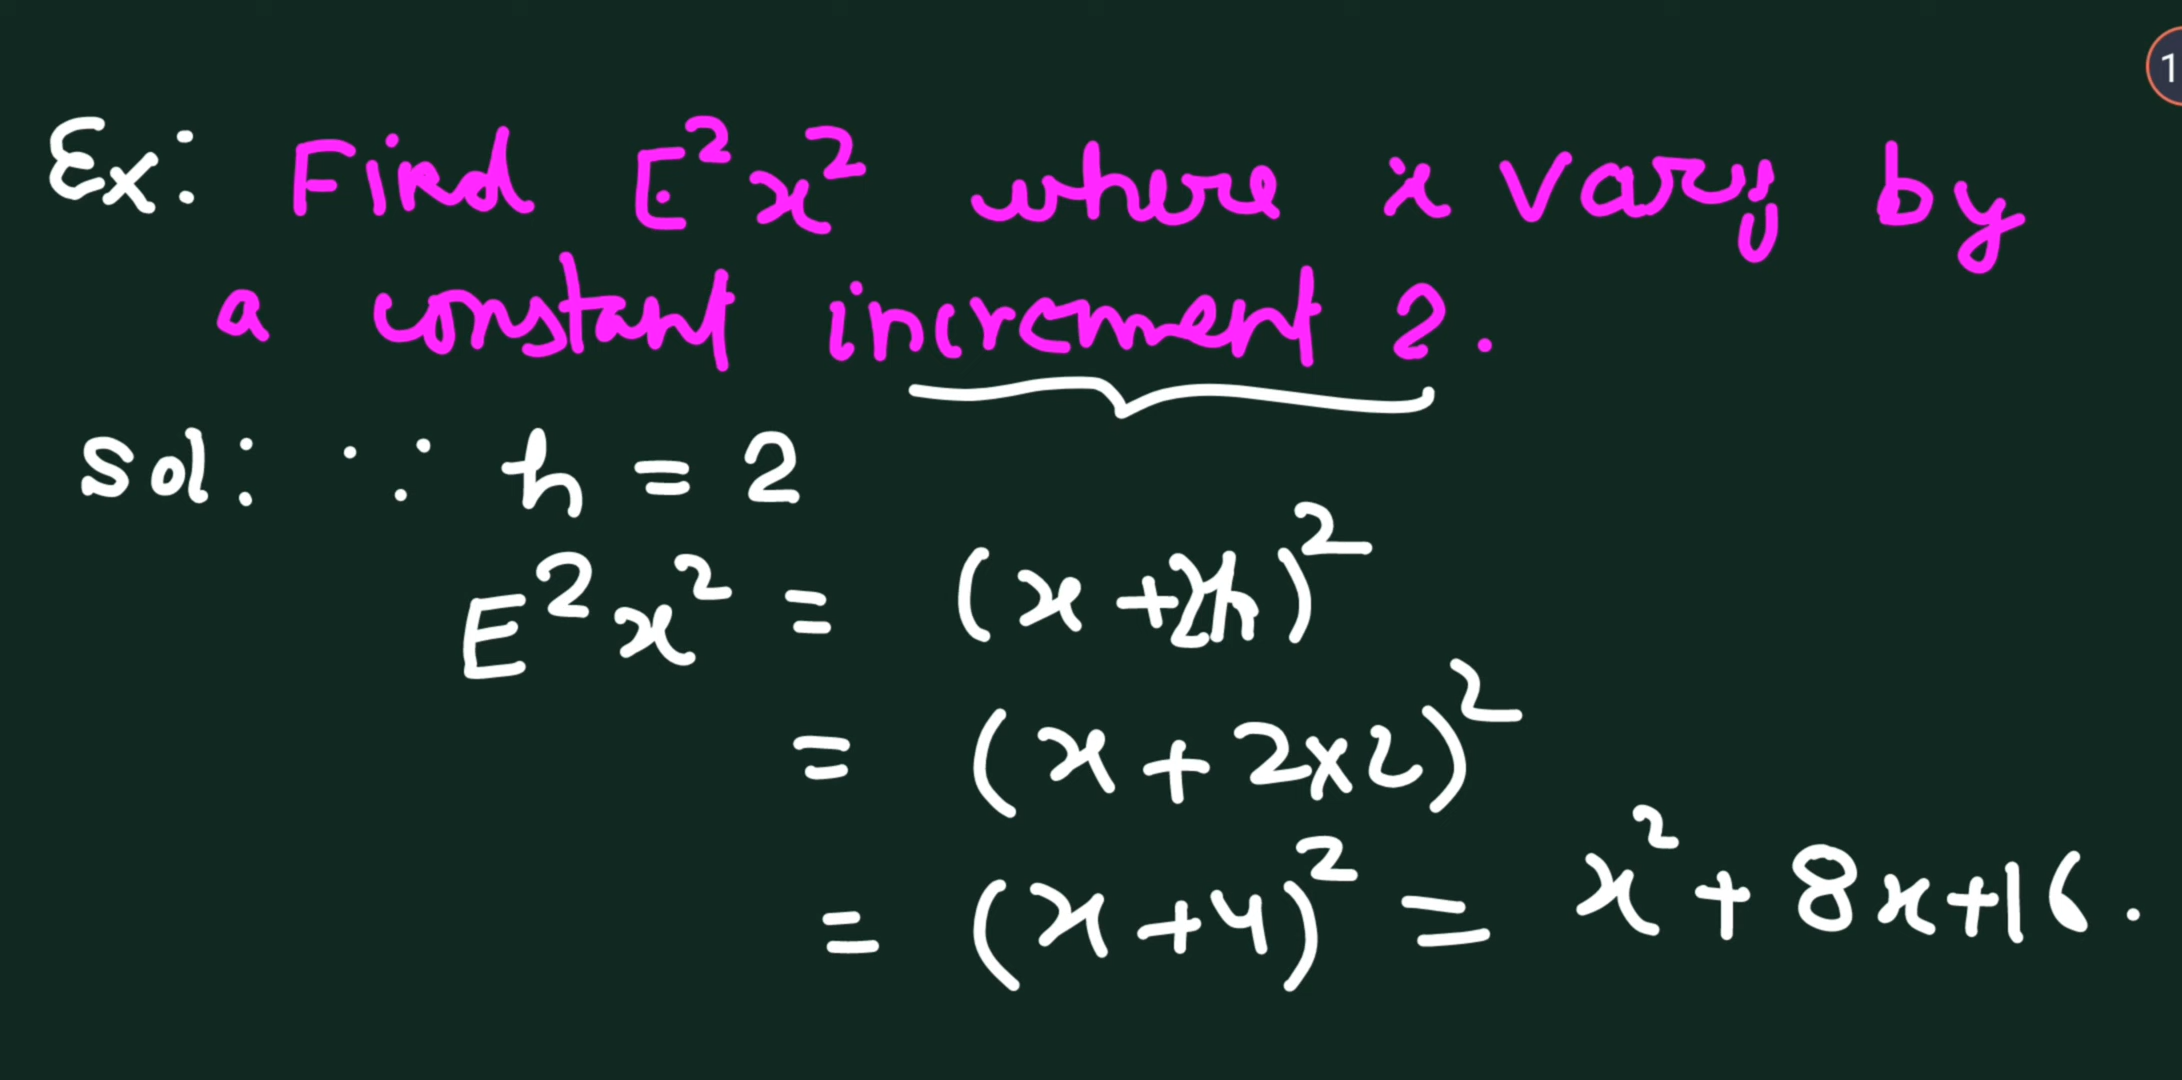 1
Ex: Find E²x² where x vary by
a constant increment 2.
Sol: ∵ h = 2
E²x² = (x+2h)²
= (x+2×2)²
= (x+4)² = x²+8x+16.